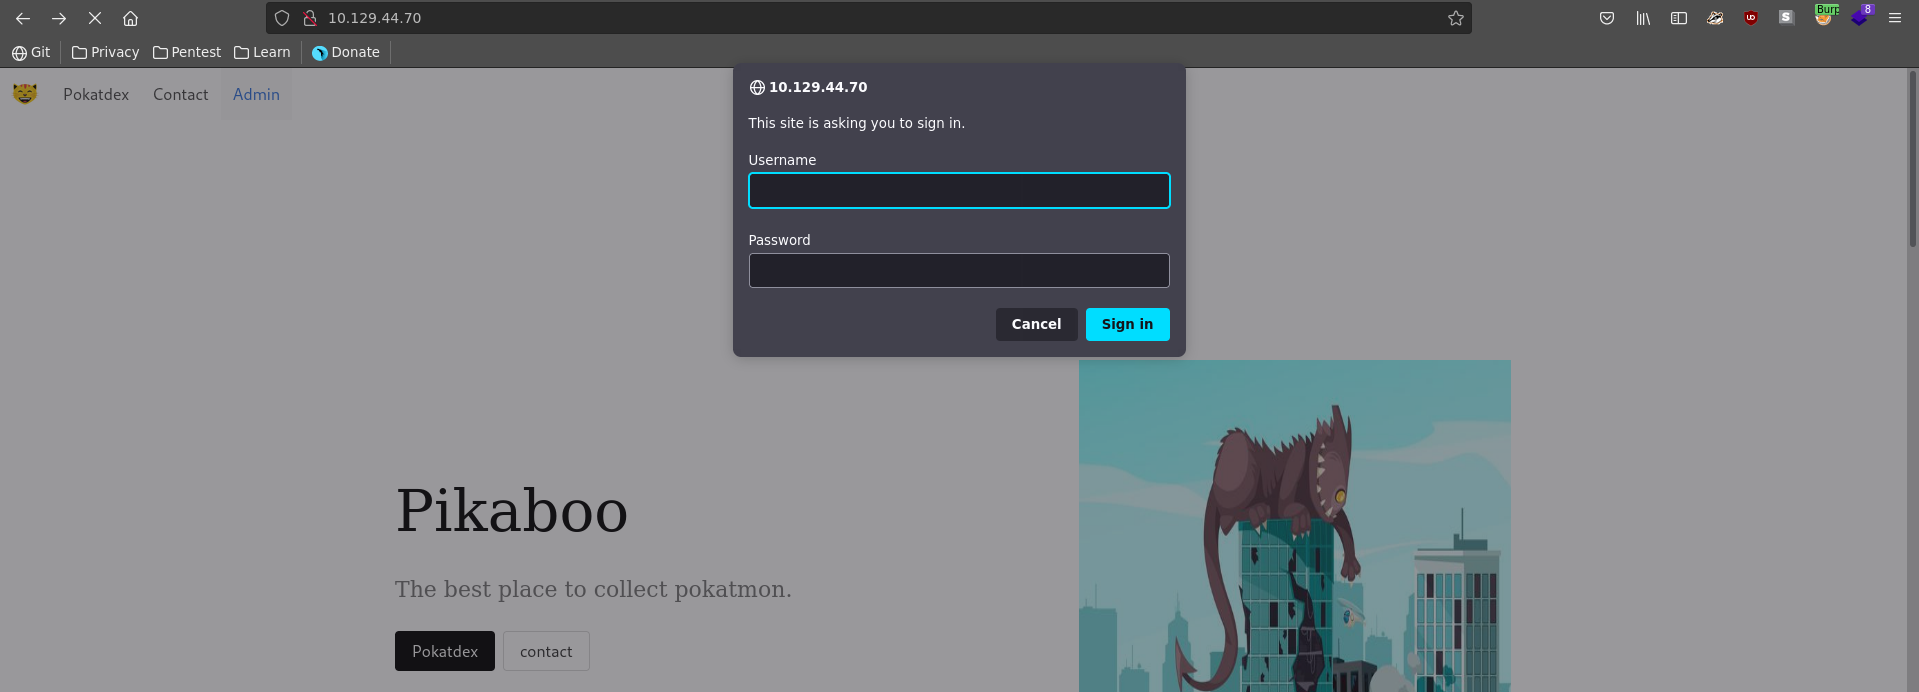 10.129.44.70
Burp
8
Git Privacy Pentest Learn Donate
Pokatdex Contact Admin
10.129.44.70
This site is asking you to sign in.
Username
Password
Cancel Sign in
Pikaboo
The best place to collect pokatmon.
Pokatdex contact